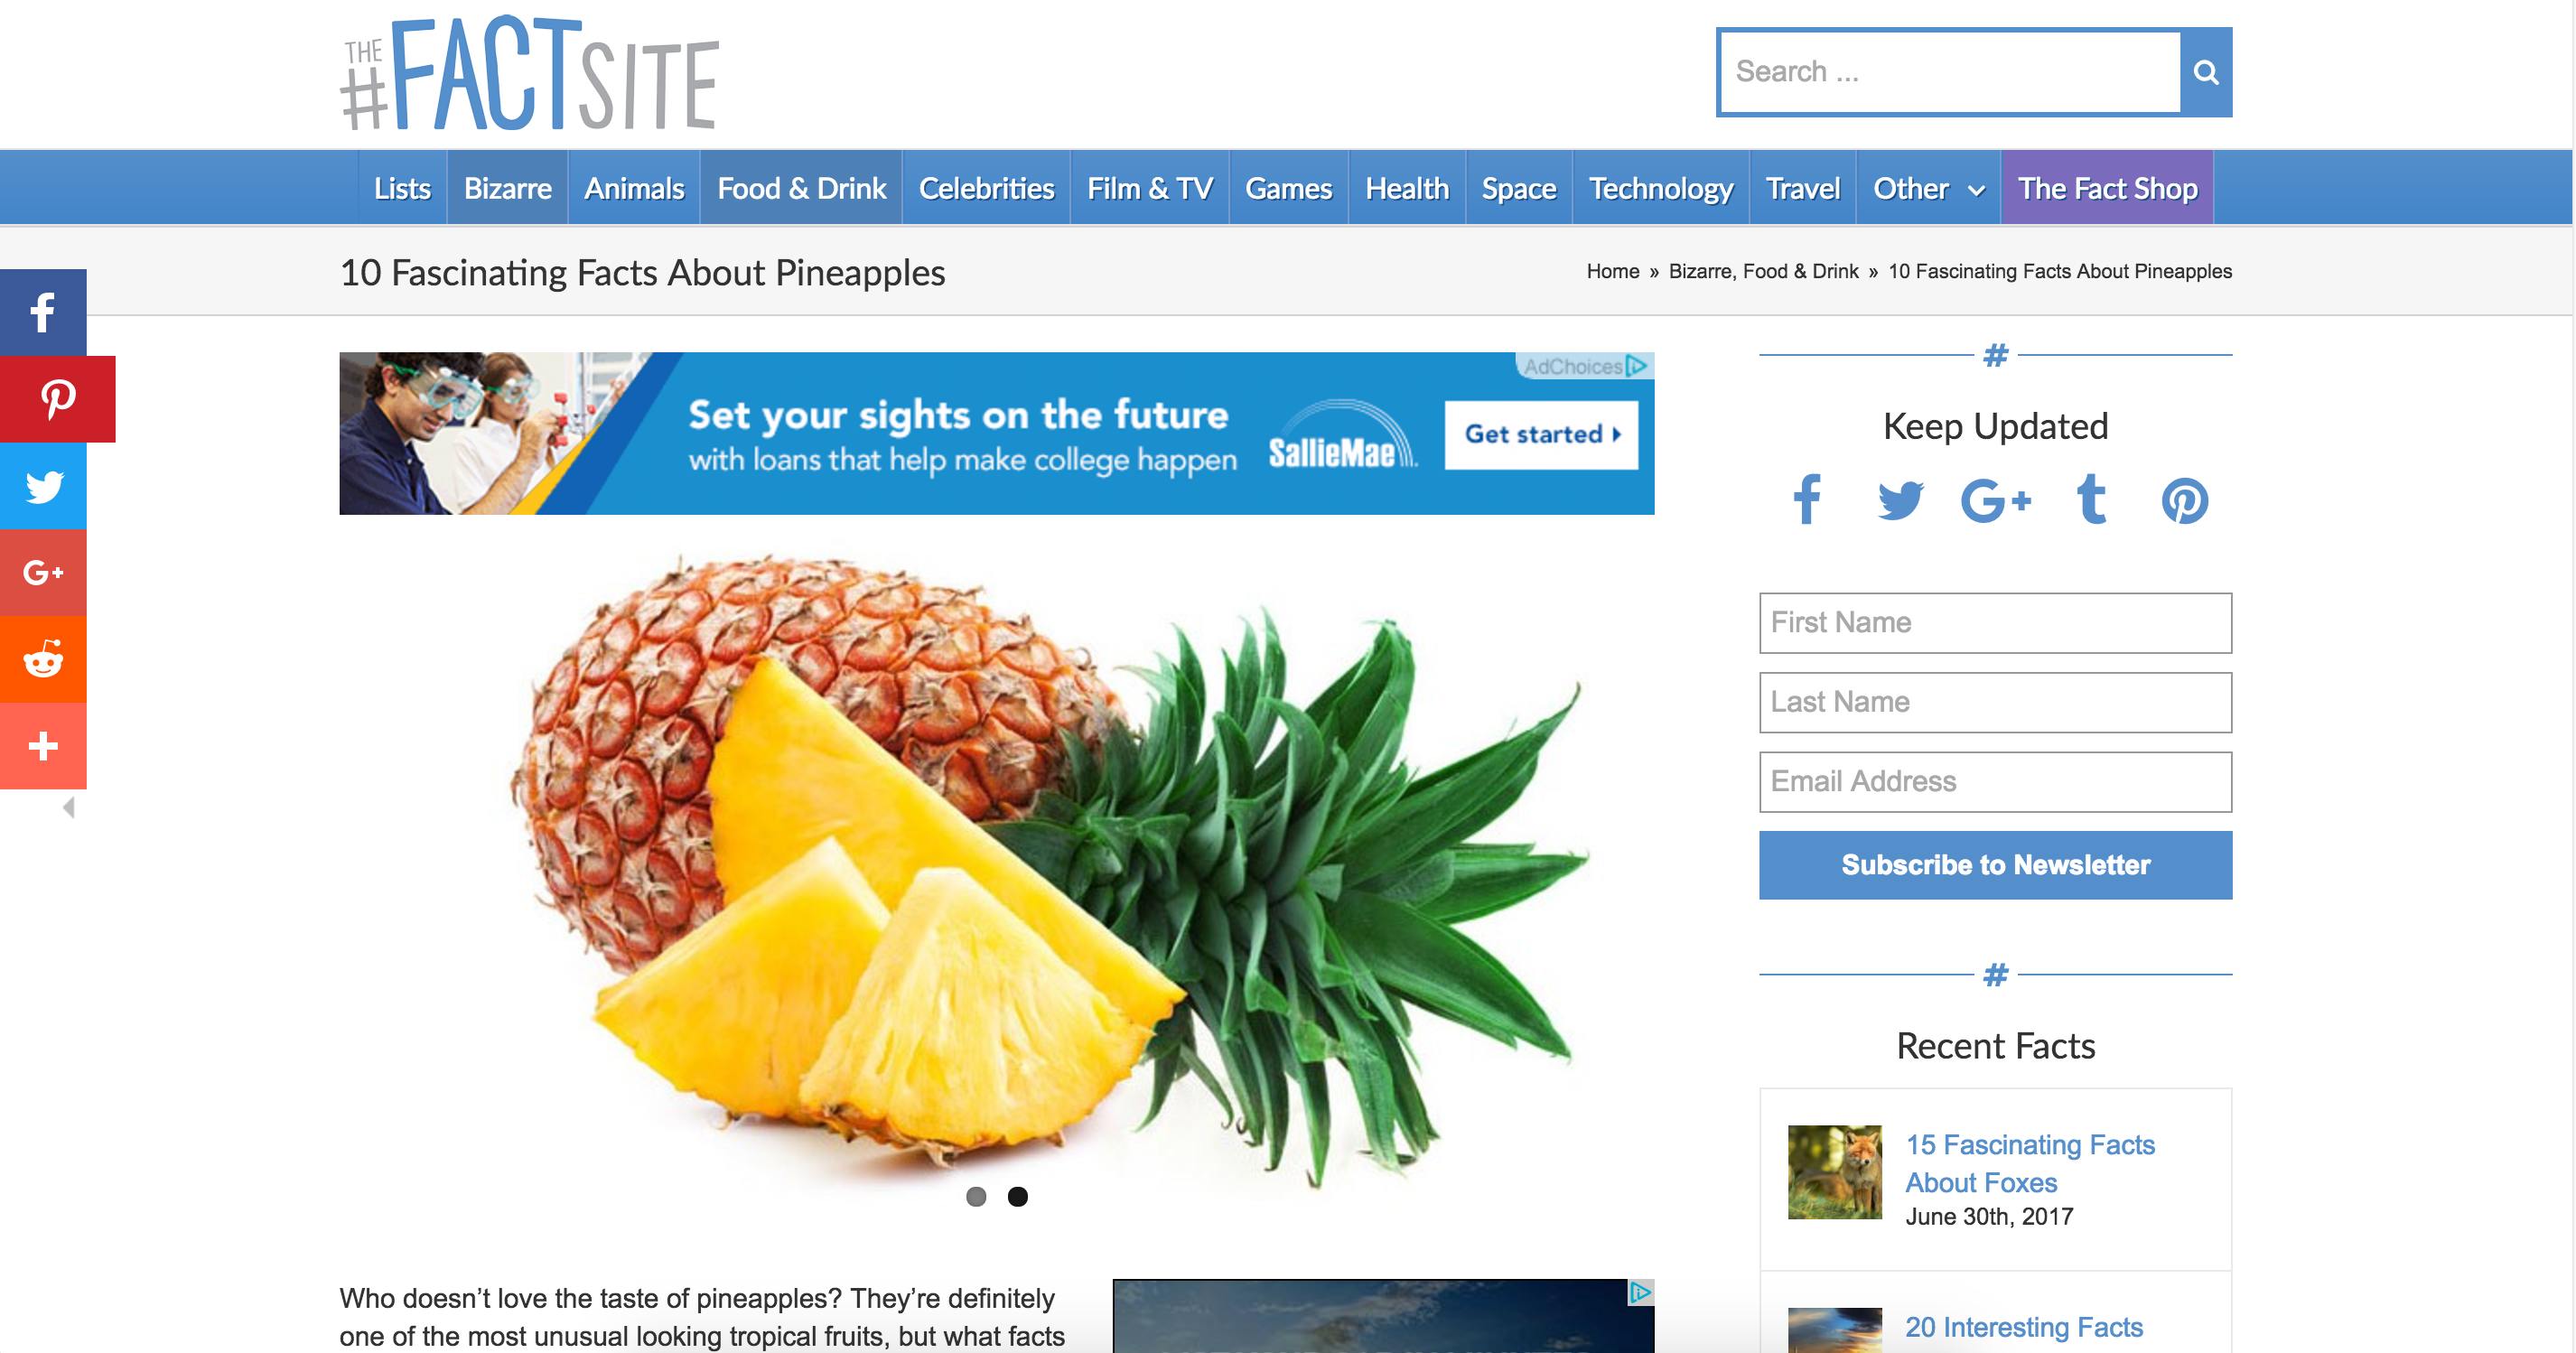 THE #FACTSITE
Search ...
Lists Bizarre Animals Food & Drink Celebrities Film & TV Games Health Space Technology Travel Other The Fact Shop
10 Fascinating Facts About Pineapples
Home » Bizarre, Food & Drink » 10 Fascinating Facts About Pineapples
AdChoices
Set your sights on the future
with loans that help make college happen
SallieMae
Get started
Who doesn’t love the taste of pineapples? They’re definitely
one of the most unusual looking tropical fruits, but what facts
#
Keep Updated
First Name
Last Name
Email Address
Subscribe to Newsletter
#
Recent Facts
15 Fascinating Facts
About Foxes
June 30th, 2017
20 Interesting Facts